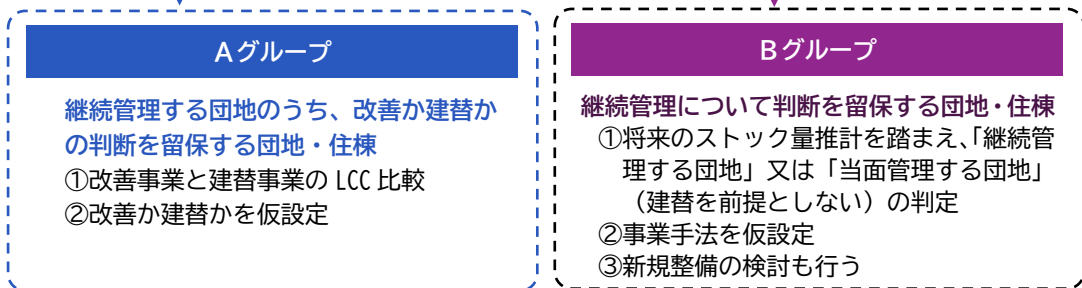 Aグループ
継続管理する団地のうち、改善か建替か
の判断を留保する団地・住棟
①改善事業と建替事業の LCC 比較
②改善か建替かを仮設定
Bグループ
継続管理について判断を留保する団地・住棟
①将来のストック量推計を踏まえ、「継続管
理する団地」又は「当面管理する団地」
（建替を前提としない）の判定
②事業手法を仮設定
③新規整備の検討も行う